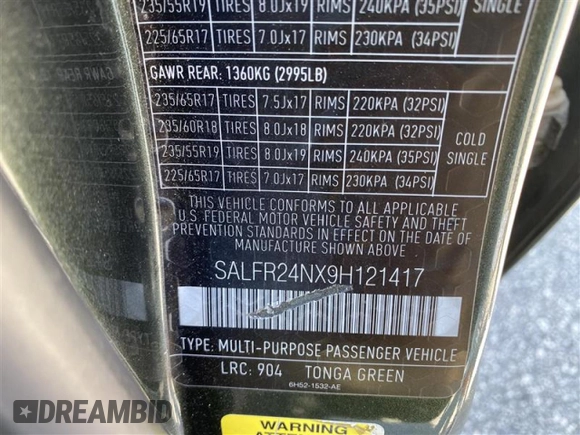 235/55R19 TIRES 8.0Jx19 RIMS 240KPA (35PSI) SINGLE
225/65R17 TIRES 7.0Jx17 RIMS 230KPA (34PSI)
GAWR REAR: 1360KG (2995LB)
235/65R17 TIRES 7.5Jx17 RIMS 220KPA (32PSI)
235/60R18 TIRES 8.0Jx18 RIMS 220KPA (32PSI) COLD
235/55R19 TIRES 8.0Jx19 RIMS 240KPA (35PSI) SINGLE
225/65R17 TIRES 7.0Jx17 RIMS 230KPA (34PSI)
THIS VEHICLE CONFORMS TO ALL APPLICABLE
U.S. FEDERAL MOTOR VEHICLE SAFETY AND THEFT
PREVENTION STANDARDS IN EFFECT ON THE DATE OF
MANUFACTURE SHOWN ABOVE
SALFR24NX9H121417
TYPE: MULTI-PURPOSE PASSENGER VEHICLE
LRC: 904 TONGA GREEN
6H52-1532-AE
WARNING
DREAMBID